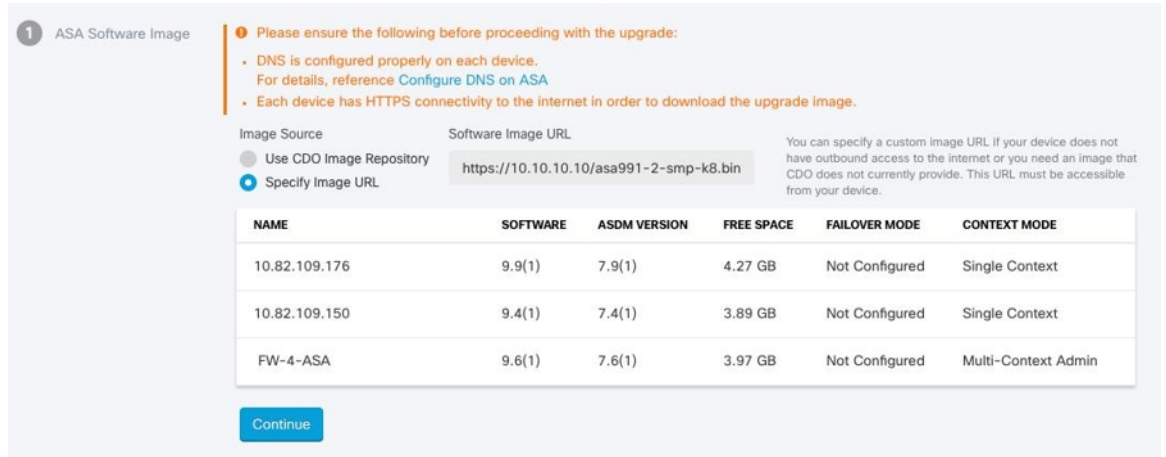 1 ASA Software Image
Please ensure the following before proceeding with the upgrade:
• DNS is configured properly on each device.
For details, reference Configure DNS on ASA
• Each device has HTTPS connectivity to the internet in order to download the upgrade image.
Image Source
Use CDO Image Repository
Specify Image URL
Software Image URL
https://10.10.10.10/asa991-2-smp-k8.bin
You can specify a custom image URL if your device does not
have outbound access to the internet or you need an image that
CDO does not currently provide. This URL must be accessible
from your device.
NAME SOFTWARE ASDM VERSION FREE SPACE FAILOVER MODE CONTEXT MODE
10.82.109.176 9.9(1) 7.9(1) 4.27 GB Not Configured Single Context
10.82.109.150 9.4(1) 7.4(1) 3.89 GB Not Configured Single Context
FW-4-ASA 9.6(1) 7.6(1) 3.97 GB Not Configured Multi-Context Admin
Continue